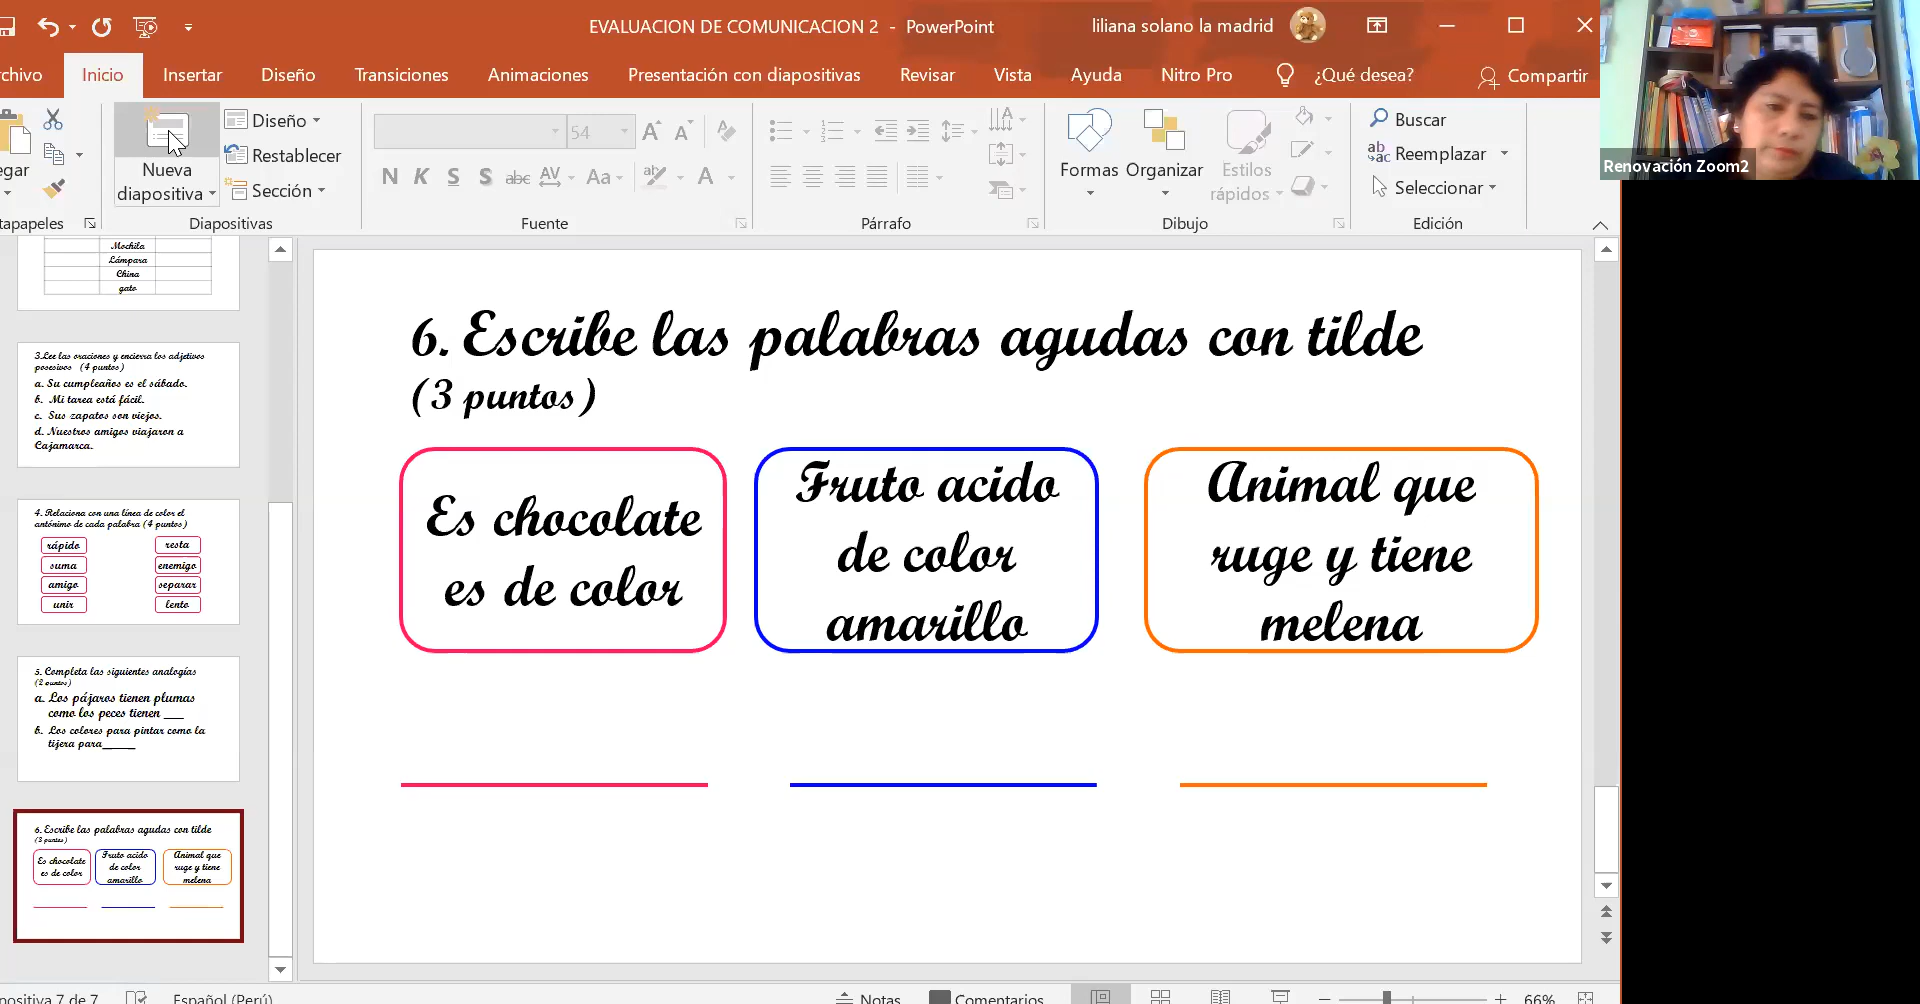 EVALUACION DE COMUNICACION 2 - PowerPoint
liliana solano la madrid
Inicio
Insertar
Diseño
Transiciones
Animaciones
Presentación con diapositivas
Revisar
Vista
Ayuda
Nitro Pro
¿Qué desea?
Compartir
Nueva
diapositiva
Diseño
Restablecer
Sección
Diapositivas
54
N K S S abc AV Aa A
Fuente
Párrafo
Formas
Organizar
Estilos
rápidos
Dibujo
Buscar
Reemplazar
Seleccionar
Edición
Renovación Zoom2
Mochila
Lámpara
China
gato
3.Lee las oraciones y encierra los adjetivos
posesivos (4 puntos)
a. Su cumpleaños es el sábado.
b. Mi tarea está fácil.
c. Sus zapatos son viejos.
d. Nuestros amigos viajaron a
Cajamarca.
4. Relaciona con una línea de color el
antónimo de cada palabra (4 puntos)
rápido resta
suma enemigo
amigo separar
unir lento
5. Completa las siguientes analogías
(2 puntos)
a. Los pájaros tienen plumas
como los peces tienen ___
b. Los colores para pintar como la
tijera para_____
6. Escribe las palabras agudas con tilde
(3 puntos)
Es chocolate
es de color
Fruto acido
de color
amarillo
Animal que
ruge y tiene
melena
6. Escribe las palabras agudas con tilde
(3 puntos)
Es chocolate
es de color
Fruto acido
de color
amarillo
Animal que
ruge y tiene
melena
7 de 7
Español (Perú)
Notas
Comentarios
66%